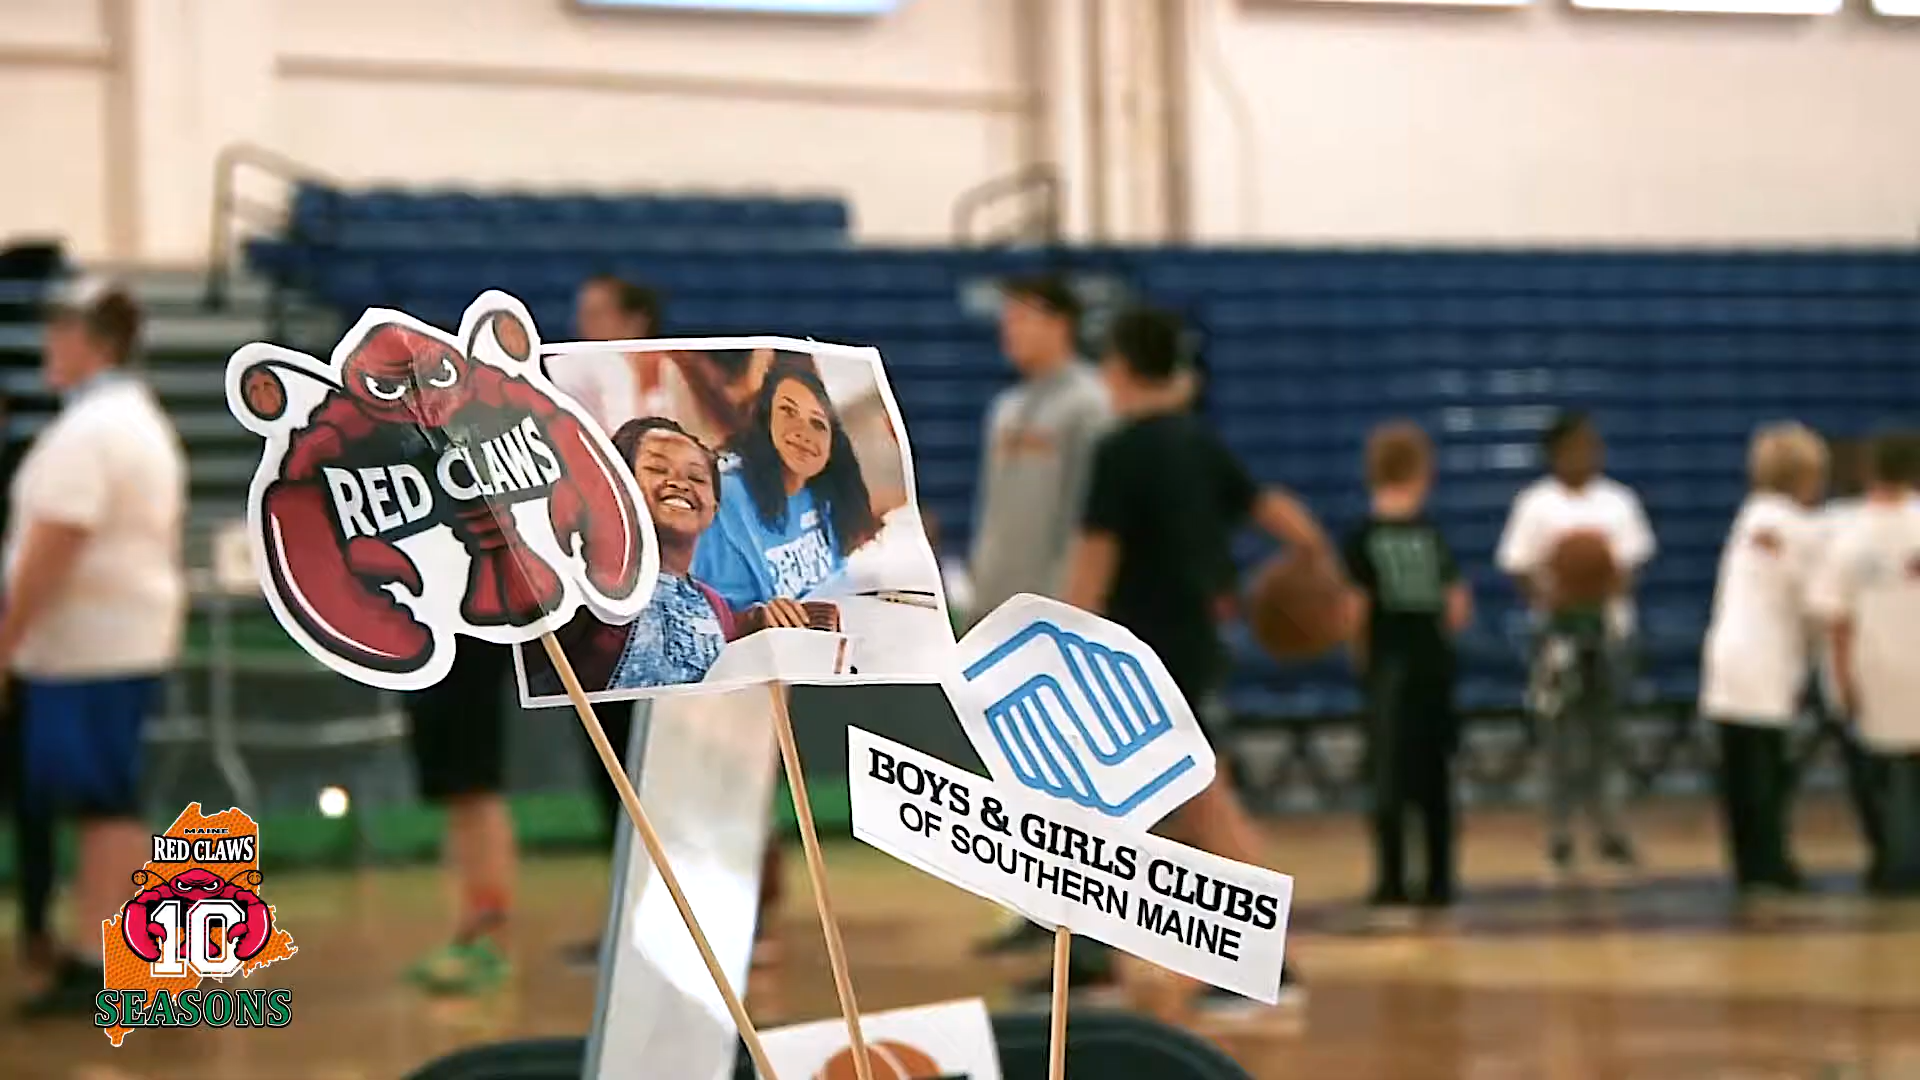 RED CLAWS
BOYS & GIRLS CLUBS
OF SOUTHERN MAINE
MAINE
RED CLAWS
10
SEASONS